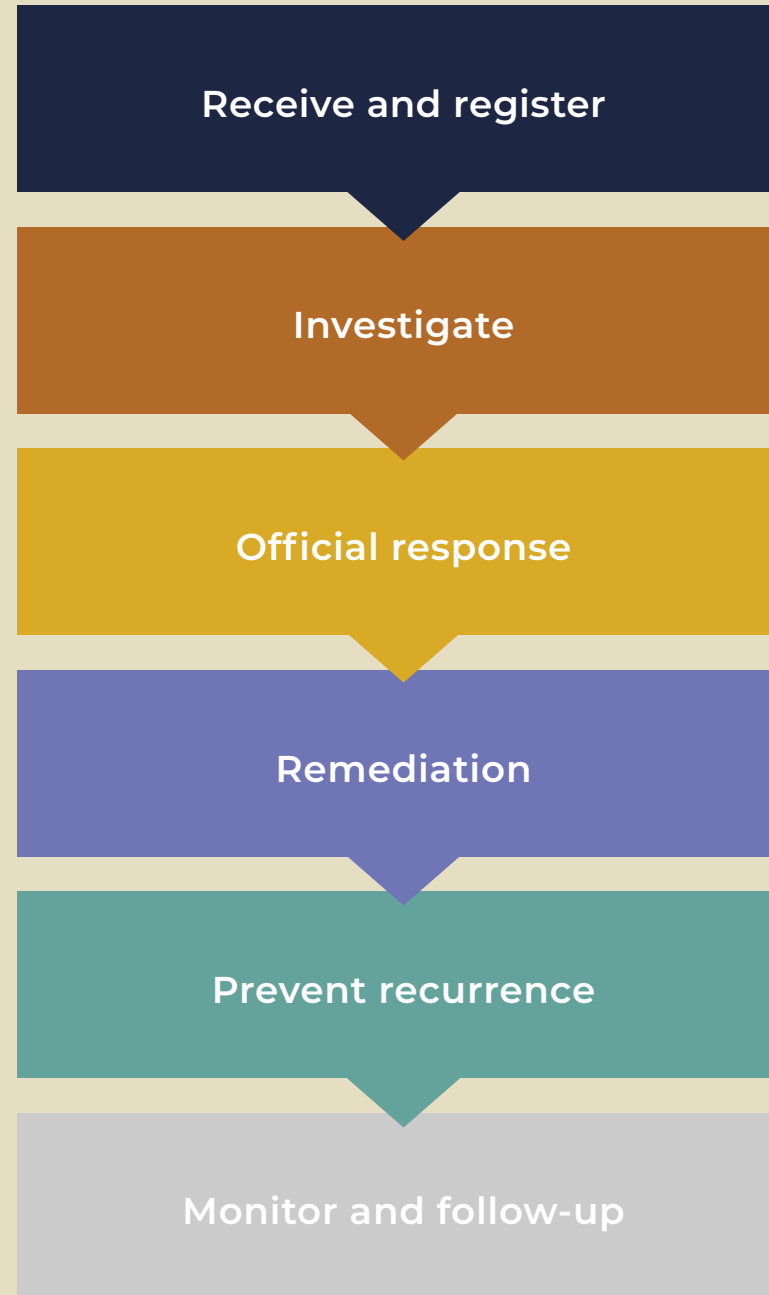 Receive and register
Investigate
Official response
Remediation
Prevent recurrence
Monitor and follow-up